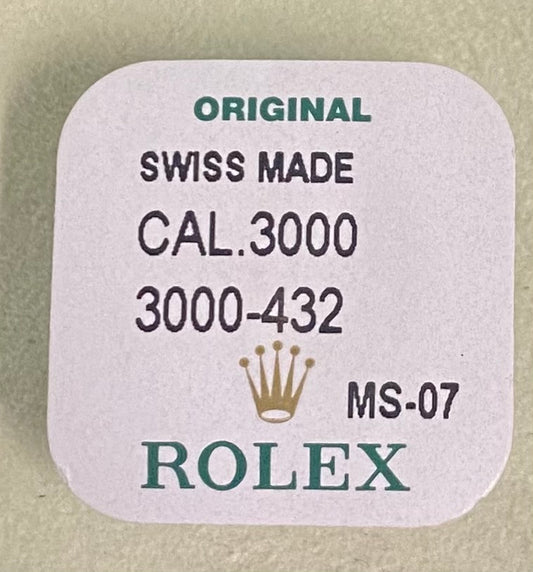 ORIGINAL
SWISS MADE
CAL.3000
3000-432
MS-07
ROLEX